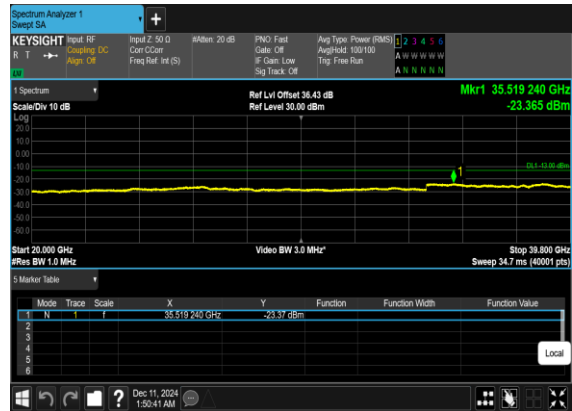 Spectrum Analyzer 1
Swept SA
+
KEYSIGHT Input: RF Input Z: 50 Ω #Atten: 20 dB PNO: Fast Avg Type: Power (RMS) 1 2 3 4 5 6
R T Coupling: DC Corr CCorr Gate: Off Avg|Hold: 100/100 A W W W W W
Align: Off Freq Ref: Int (S) IF Gain: Low Trig: Free Run
Sig Track: Off A N N N N N
1 Spectrum Ref Lvl Offset 36.43 dB Mkr1 35.519 240 GHz
Scale/Div 10 dB Ref Level 30.00 dBm -23.365 dBm
Log
20.0
10.0
0.00
-10.0
DL1 -13.00 dBm
1
-20.0
-30.0
-40.0
-50.0
-60.0
Start 20.000 GHz Video BW 3.0 MHz* Stop 39.800 GHz
#Res BW 1.0 MHz Sweep 34.7 ms (40001 pts)
5 Marker Table
Mode Trace Scale X Y Function Function Width Function Value
1 N 1 f 35.519 240 GHz -23.37 dBm
2
3
4
5
6
Local
? Dec 11, 2024
1:50:41 AM